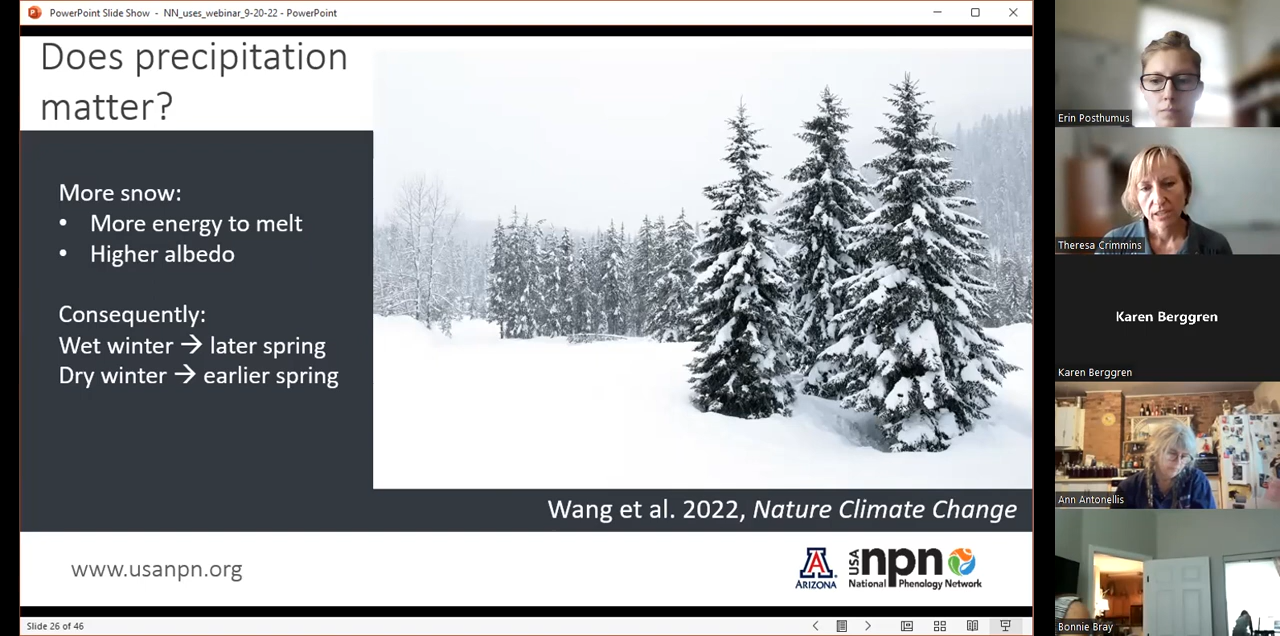 PowerPoint Slide Show - NN_uses_webinar_9-20-22 - PowerPoint
Does precipitation
matter?
More snow:
• More energy to melt
• Higher albedo
Consequently:
Wet winter → later spring
Dry winter → earlier spring
Wang et al. 2022, Nature Climate Change
www.usanpn.org
A
ARIZONA
USA
npn
National Phenology Network
Slide 26 of 46
Erin Posthumus
Theresa Crimmins
Karen Berggren
Karen Berggren
Ann Antonellis
Bonnie Bray